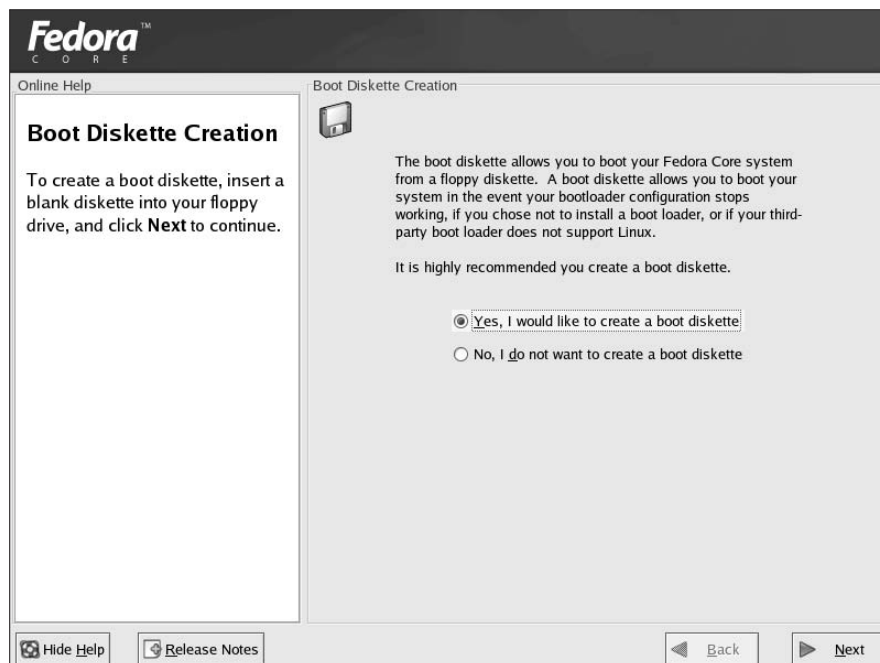 Fedora™
CORE
Online Help
Boot Diskette Creation
To create a boot diskette, insert a
blank diskette into your floppy
drive, and click Next to continue.
Boot Diskette Creation
The boot diskette allows you to boot your Fedora Core system
from a floppy diskette. A boot diskette allows you to boot your
system in the event your bootloader configuration stops
working, if you chose not to install a boot loader, or if your third-
party boot loader does not support Linux.
It is highly recommended you create a boot diskette.
Yes, I would like to create a boot diskette
No, I do not want to create a boot diskette
Hide Help
Release Notes
Back
Next